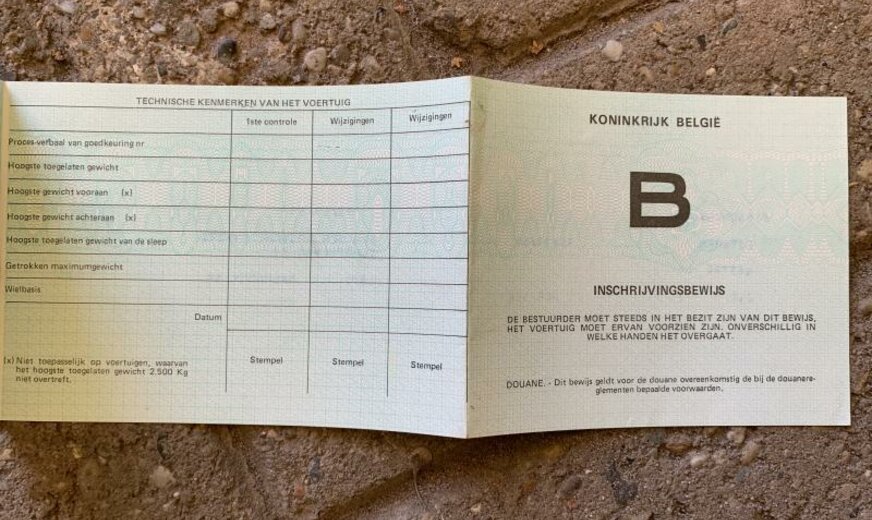 TECHNISCHE KENMERKEN VAN HET VOERTUIG
1ste controle Wijzigingen Wijzigingen
Proces-verbaal van goedkeuring nr
Hoogste toegelaten gewicht
Hoogste gewicht vooraan (x)
Hoogste gewicht achteraan (x)
Hoogste toegelaten gewicht van de sleep
Getrokken maximumgewicht
Wielbasis
Datum
(x) Niet toepasselijk op voertuigen, waarvan
het hoogste toegelaten gewicht 2.500 Kg
niet overtreft.
Stempel Stempel Stempel
KONINKRIJK BELGIË
B
INSCHRIJVINGSBEWIJS
DE BESTUURDER MOET STEEDS IN HET BEZIT ZIJN VAN DIT BEWIJS,
HET VOERTUIG MOET ERVAN VOORZIEN ZIJN. ONVERSCHILLIG IN
WELKE HANDEN HET OVERGAAT.
DOUANE. - Dit bewijs geldt voor de douane overeenkomstig de bij de douanere-
glementen bepaalde voorwaarden.